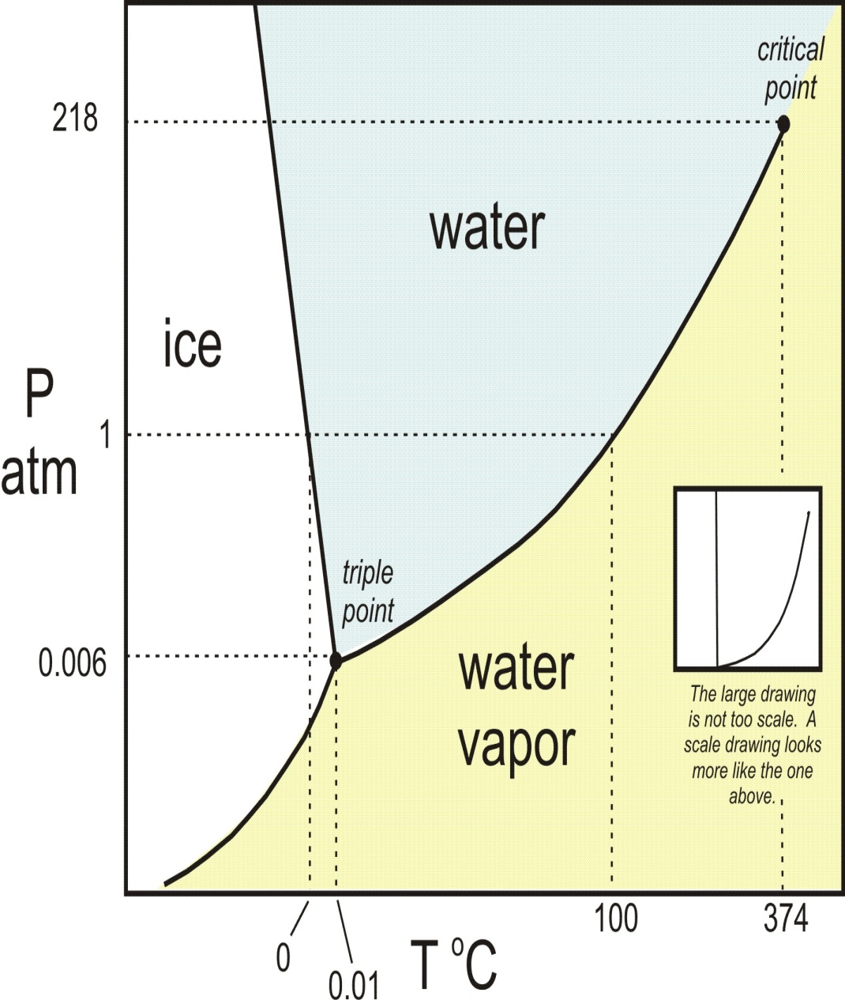 critical
point
218
water
ice
P
atm
1
triple
point
0.006
water
vapor
The large drawing
is not too scale. A
scale drawing looks
more like the one
above.
0
0.01
T °C
100
374